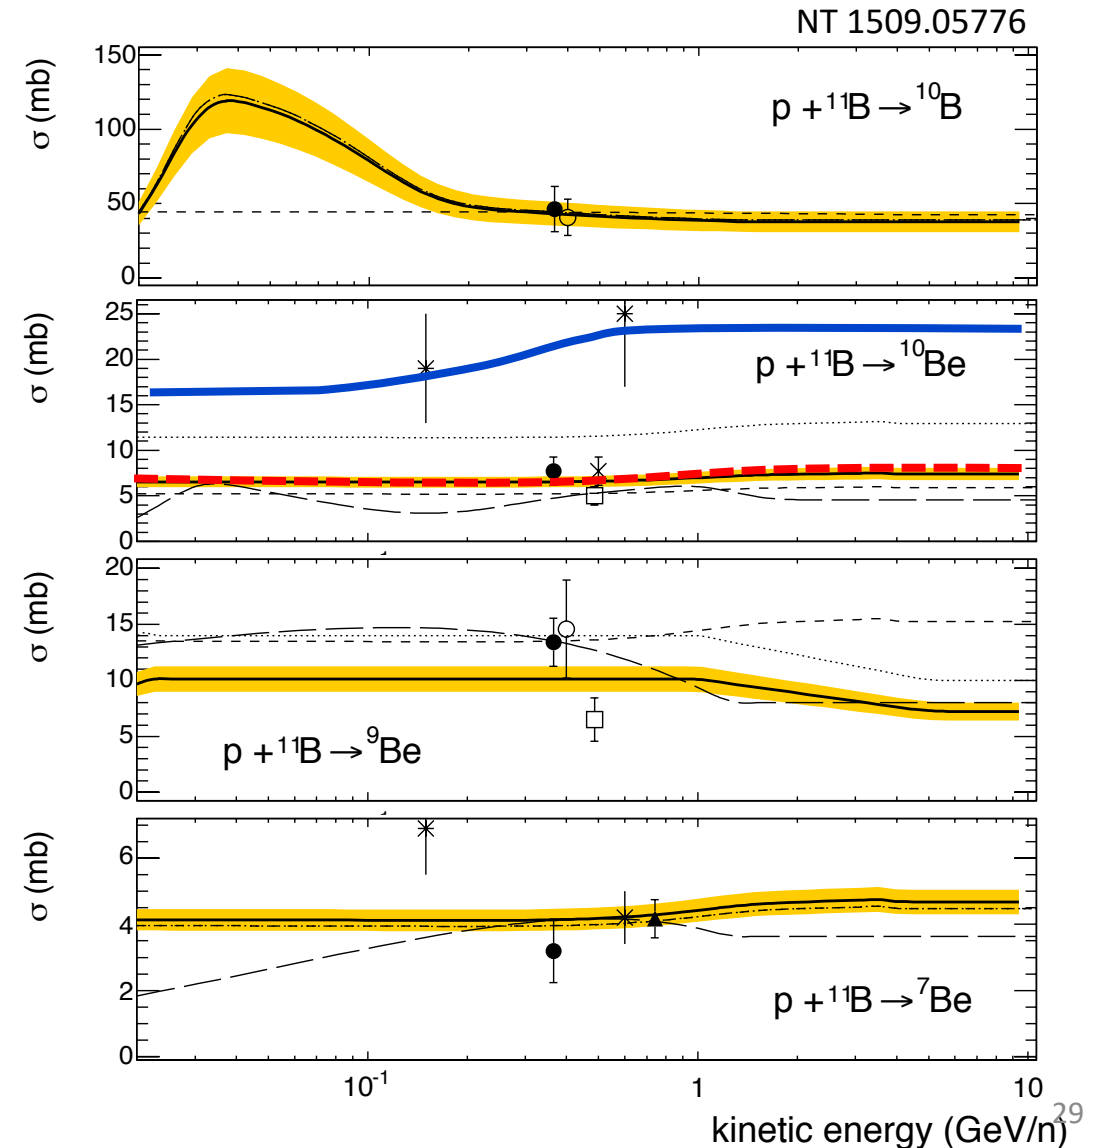 NT 1509.05776
σ (mb)
150
100
50
0
p + ¹¹B → ¹⁰B
σ (mb)
25
20
15
10
5
0
p + ¹¹B → ¹⁰Be
σ (mb)
20
15
10
5
0
p + ¹¹B → ⁹Be
σ (mb)
6
4
2
0
p + ¹¹B → ⁷Be
10⁻¹ 1 10
kinetic energy (GeV/n)
29